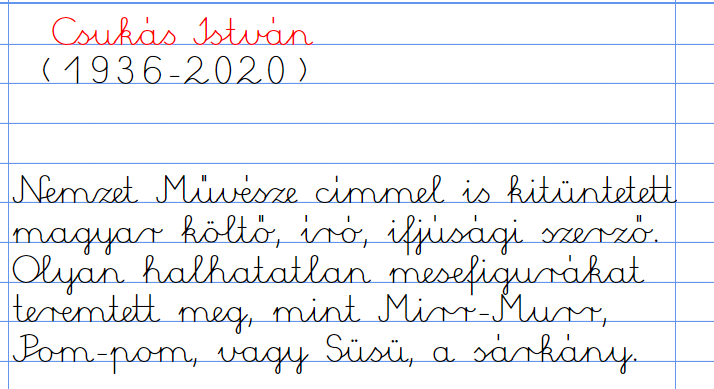 Csukás István
(1936-2020)
Nemzet Művésze címmel is kitüntetett
magyar költő, író, ifjúsági szerző.
Olyan halhatatlan mesefigurákat
teremtett meg, mint Mirr-Murr,
Pom-pom, vagy Süsü, a sárkány.